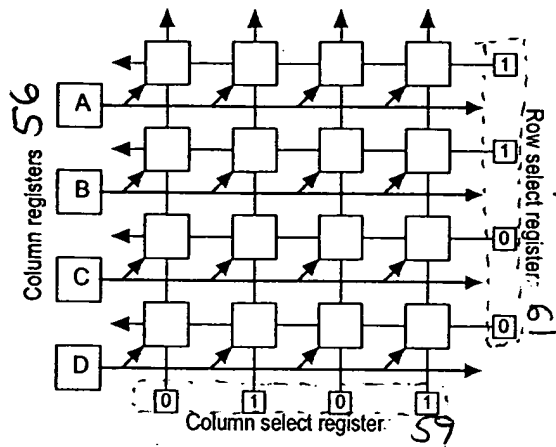 Column registers 56
A
B
C
D
1
1
0
0
Row select register: 61
0 1 0 1
Column select register 59